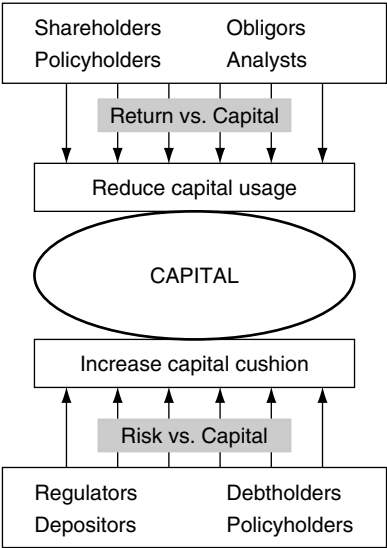 Shareholders Obligors
Policyholders Analysts
Return vs. Capital
Reduce capital usage
CAPITAL
Increase capital cushion
Risk vs. Capital
Regulators Debtholders
Depositors Policyholders